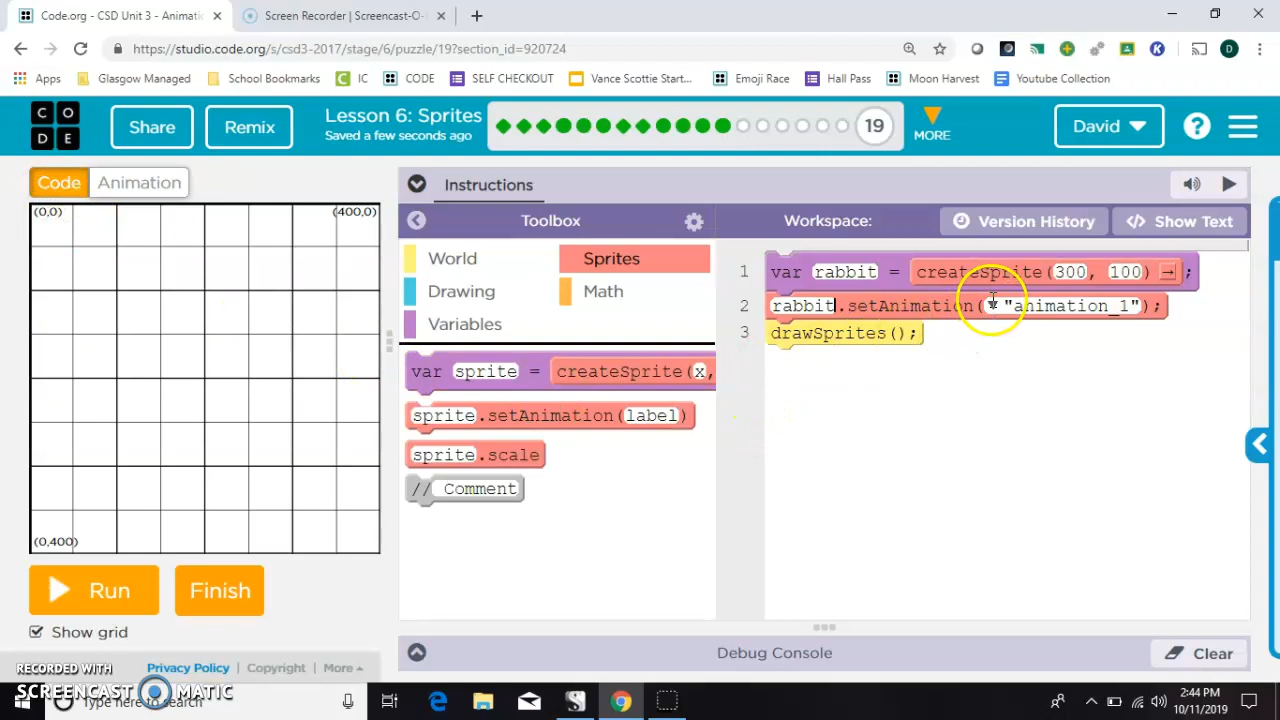 Code.org - CSD Unit 3 - Animatic
Screen Recorder | Screencast-O-
https://studio.code.org/s/csd3-2017/stage/6/puzzle/19?section_id=920724
Apps Glasgow Managed School Bookmarks IC CODE SELF CHECKOUT Vance Scottie Start... Emoji Race Hall Pass Moon Harvest Youtube Collection
C O D E
Share
Remix
Lesson 6: Sprites
Saved a few seconds ago
19
MORE
David
Code Animation
(0,0) (400,0)
(0,400)
Run
Finish
Show grid
Instructions
Toolbox
Workspace:
Version History
</> Show Text
World
Sprites
Drawing
Math
Variables
var sprite = createSprite(x,
sprite.setAnimation(label)
sprite.scale
// Comment
1 var rabbit = createSprite(300, 100);
2 rabbit.setAnimation("animation_1");
3 drawSprites();
Debug Console
Clear
Privacy Policy | Copyright | More
RECORDED WITH
SCREENCAST MATIC
Type here to search
2:44 PM
10/11/2019